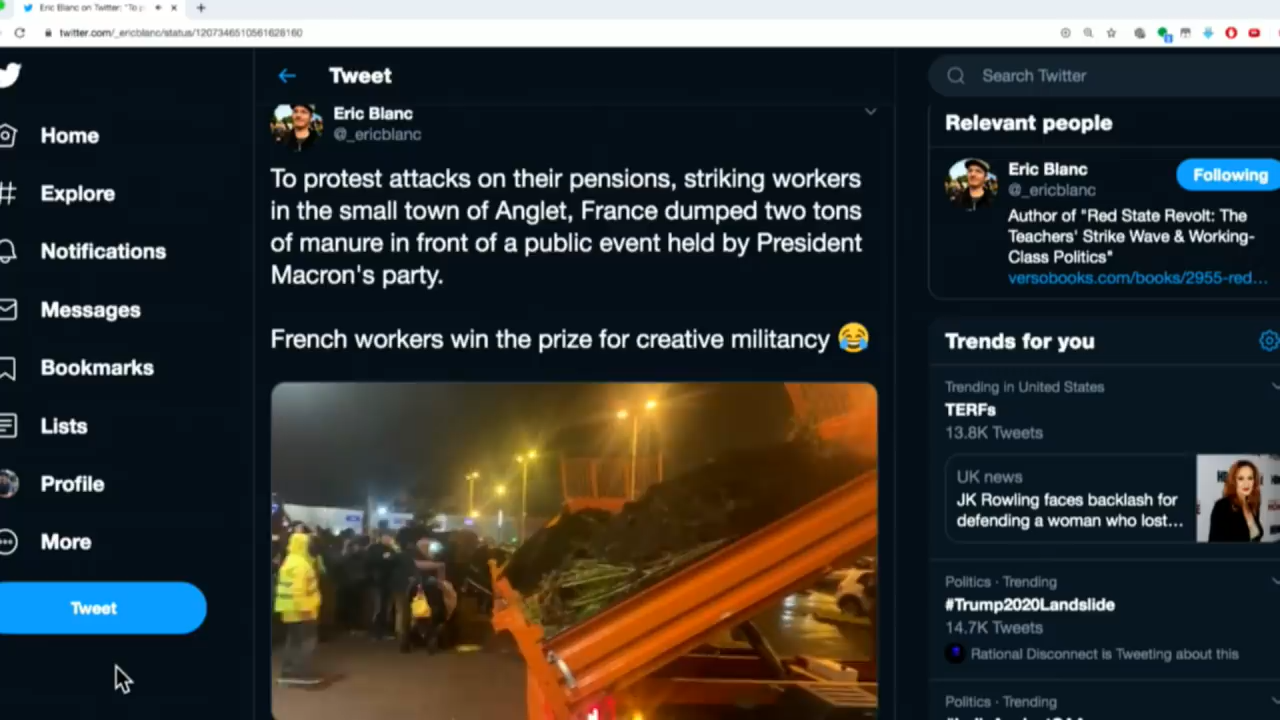 Eric Blanc on Twitter: "To p
twitter.com/_ericblanc/status/1207346510561628160
Tweet
Search Twitter
Home
Explore
Notifications
Messages
Bookmarks
Lists
Profile
More
Tweet
Eric Blanc
@_ericblanc
To protest attacks on their pensions, striking workers
in the small town of Anglet, France dumped two tons
of manure in front of a public event held by President
Macron's party.
French workers win the prize for creative militancy 😂
Relevant people
Eric Blanc
@_ericblanc
Following
Author of "Red State Revolt: The
Teachers' Strike Wave & Working-
Class Politics"
versobooks.com/books/2955-red...
Trends for you
Trending in United States
TERFs
13.8K Tweets
UK news
JK Rowling faces backlash for
defending a woman who lost...
Politics · Trending
#Trump2020Landslide
14.7K Tweets
Rational Disconnect is Tweeting about this
Politics · Trending